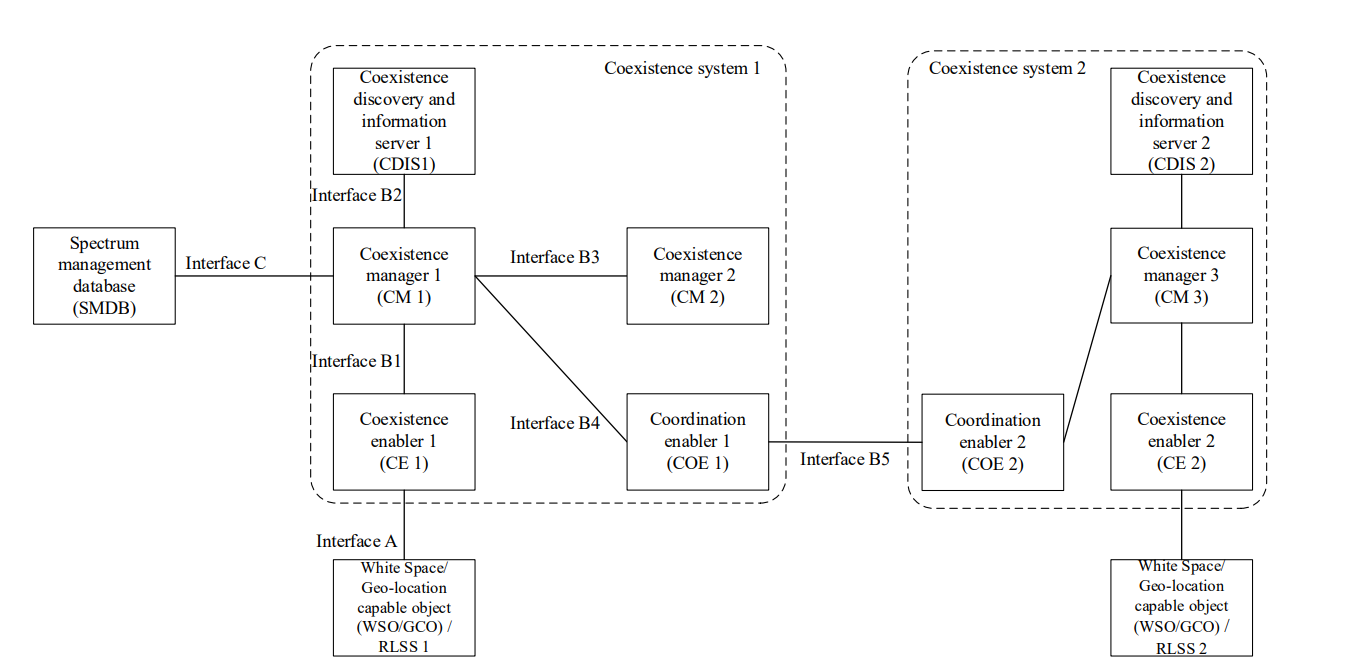 Coexistence system 1
Coexistence
discovery and
information
server 1
(CDIS1)
Interface B2
Spectrum
management
database
(SMDB)
Interface C
Coexistence
manager 1
(CM 1)
Interface B3
Coexistence
manager 2
(CM 2)
Interface B1
Coexistence
enabler 1
(CE 1)
Interface B4
Coordination
enabler 1
(COE 1)
Interface A
White Space/
Geo-location
capable object
(WSO/GCO) /
RLSS 1
Interface B5
Coexistence system 2
Coexistence
discovery and
information
server 2
(CDIS 2)
Coexistence
manager 3
(CM 3)
Coordination
enabler 2
(COE 2)
Coexistence
enabler 2
(CE 2)
White Space/
Geo-location
capable object
(WSO/GCO) /
RLSS 2